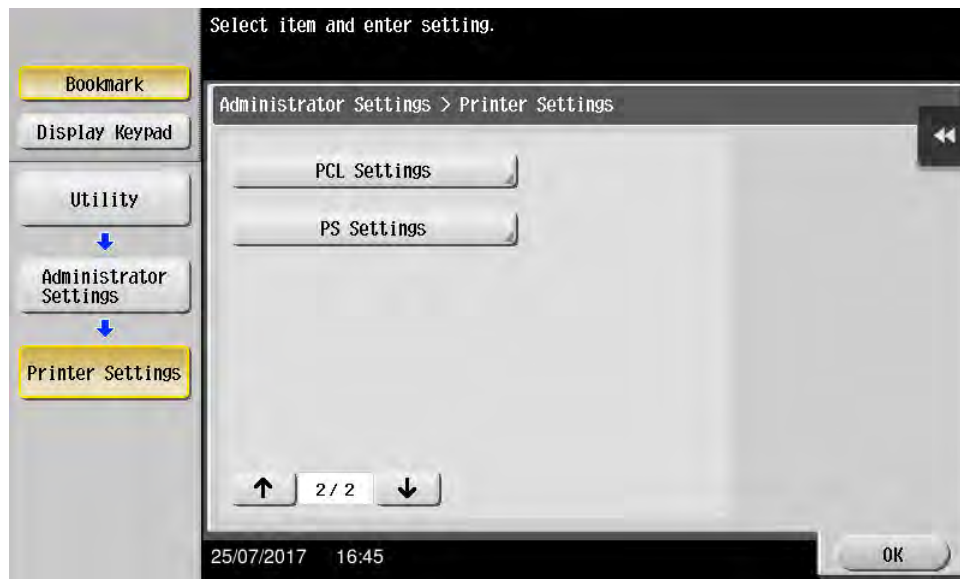 Select item and enter setting.
Bookmark
Display Keypad
Utility
Administrator
Settings
Printer Settings
Administrator Settings > Printer Settings
PCL Settings
PS Settings
2/ 2
25/07/2017 16:45
OK